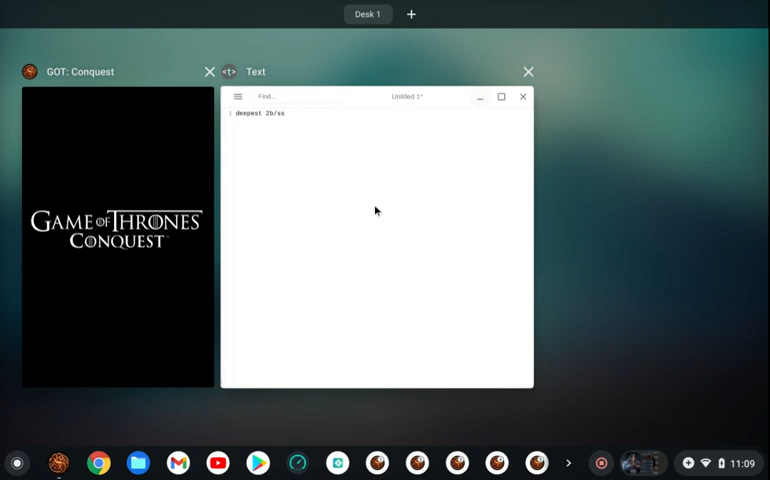 Desk 1 +
GOT: Conquest
Text
Find...
Untitled 1*
1 deepest 2b/ss
GAME OF THRONES
CONQUEST
11:09